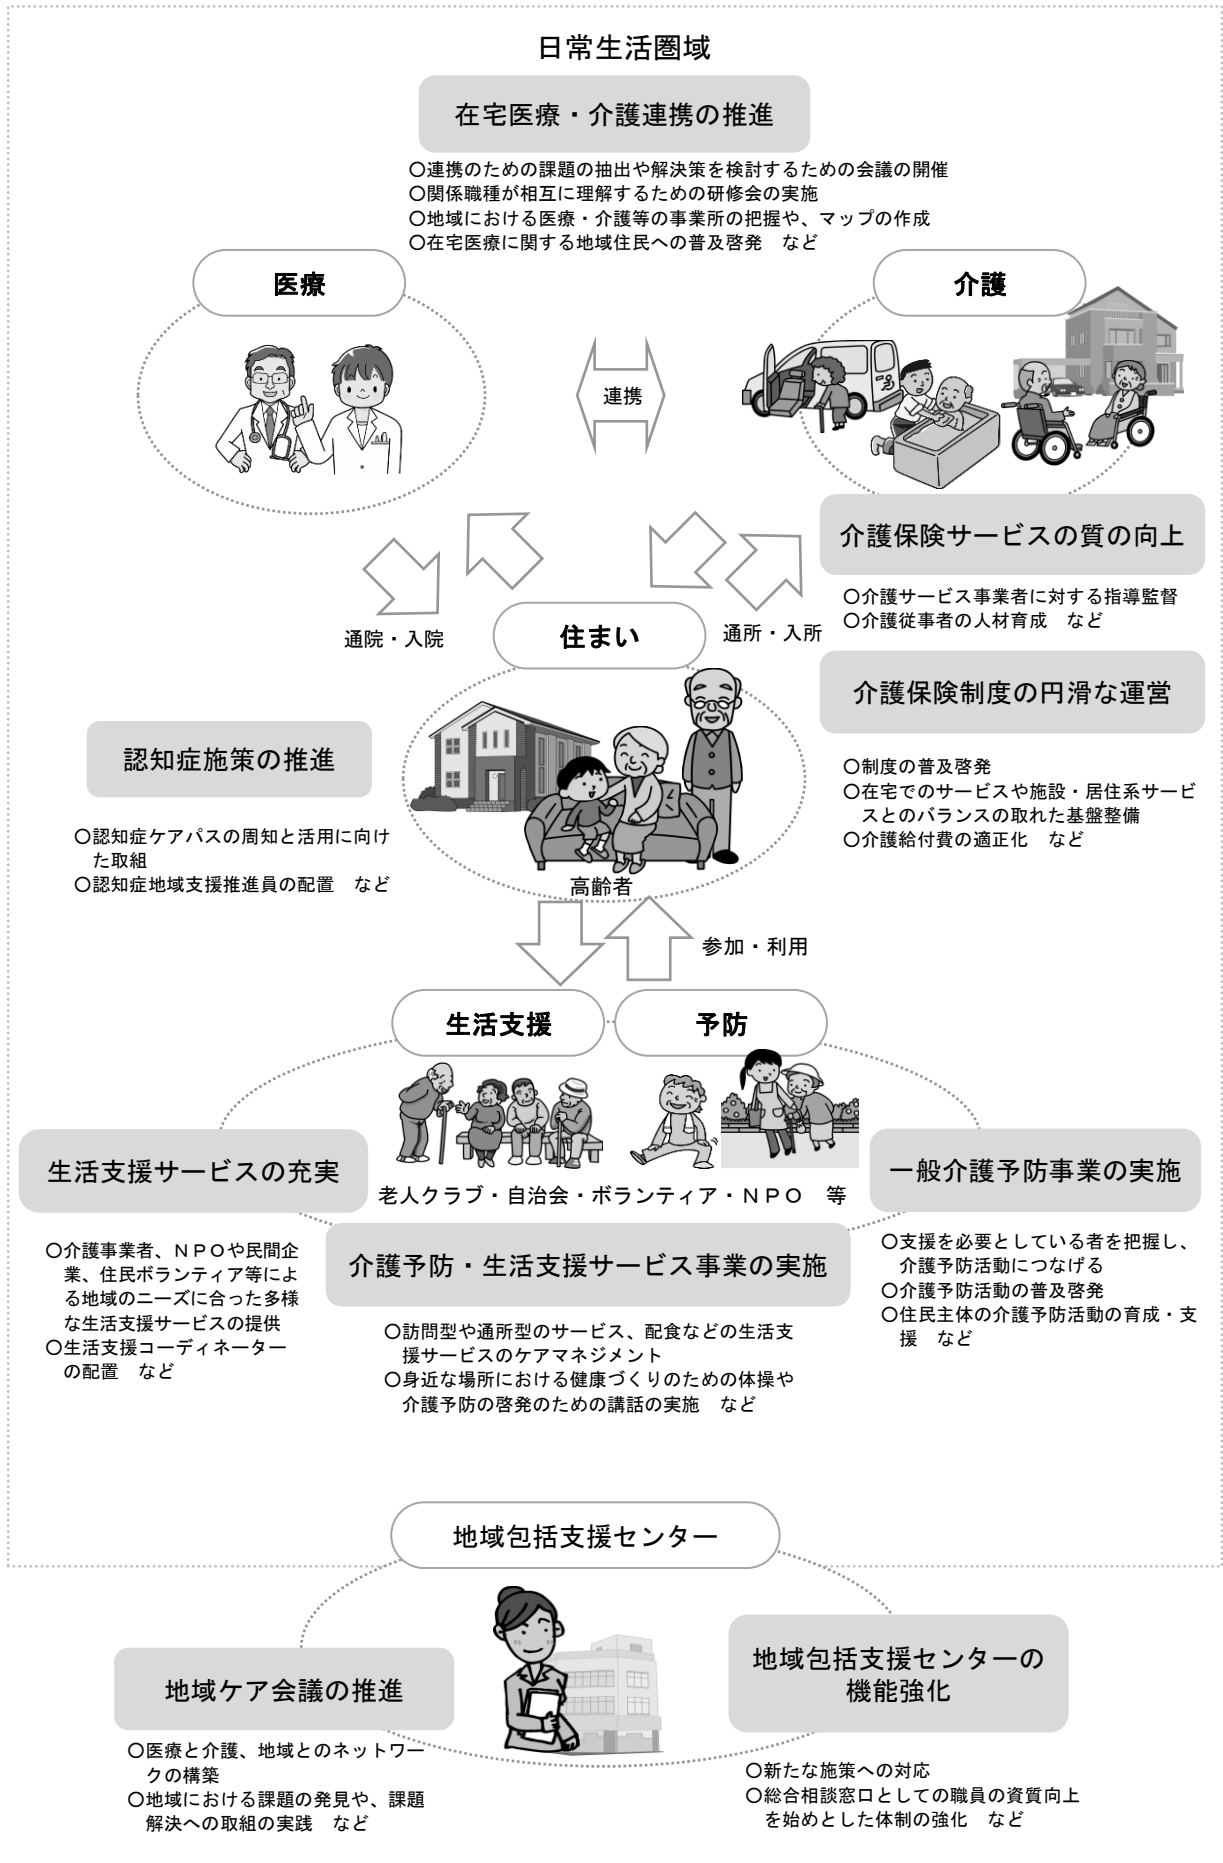 日常生活圏域
在宅医療・介護連携の推進
○連携のための課題の抽出や解決策を検討するための会議の開催
○関係職種が相互に理解するための研修会の実施
○地域における医療・介護等の事業所の把握や、マップの作成
○在宅医療に関する地域住民への普及啓発　など
医療
介護
連携
介護保険サービスの質の向上
○介護サービス事業者に対する指導監督
○介護従事者の人材育成　など
通院・入院
住まい
通所・入所
介護保険制度の円滑な運営
○制度の普及啓発
○在宅でのサービスや施設・居住系サービ
スとのバランスの取れた基盤整備
○介護給付費の適正化　など
認知症施策の推進
○認知症ケアパスの周知と活用に向け
た取組
○認知症地域支援推進員の配置　など
高齢者
参加・利用
生活支援
予防
生活支援サービスの充実
老人クラブ・自治会・ボランティア・ＮＰＯ　等
一般介護予防事業の実施
○介護事業者、ＮＰＯや民間企
業、住民ボランティア等によ
る地域のニーズに合った多様
な生活支援サービスの提供
○生活支援コーディネーター
の配置　など
介護予防・生活支援サービス事業の実施
○訪問型や通所型のサービス、配食などの生活支
援サービスのケアマネジメント
○身近な場所における健康づくりのための体操や
介護予防の啓発のための講話の実施　など
○支援を必要としている者を把握し、
介護予防活動につなげる
○介護予防活動の普及啓発
○住民主体の介護予防活動の育成・支
援　など
地域包括支援センター
地域ケア会議の推進
○医療と介護、地域とのネットワー
クの構築
○地域における課題の発見や、課題
解決への取組の実践　など
地域包括支援センターの
機能強化
○新たな施策への対応
○総合相談窓口としての職員の資質向上
を始めとした体制の強化　など